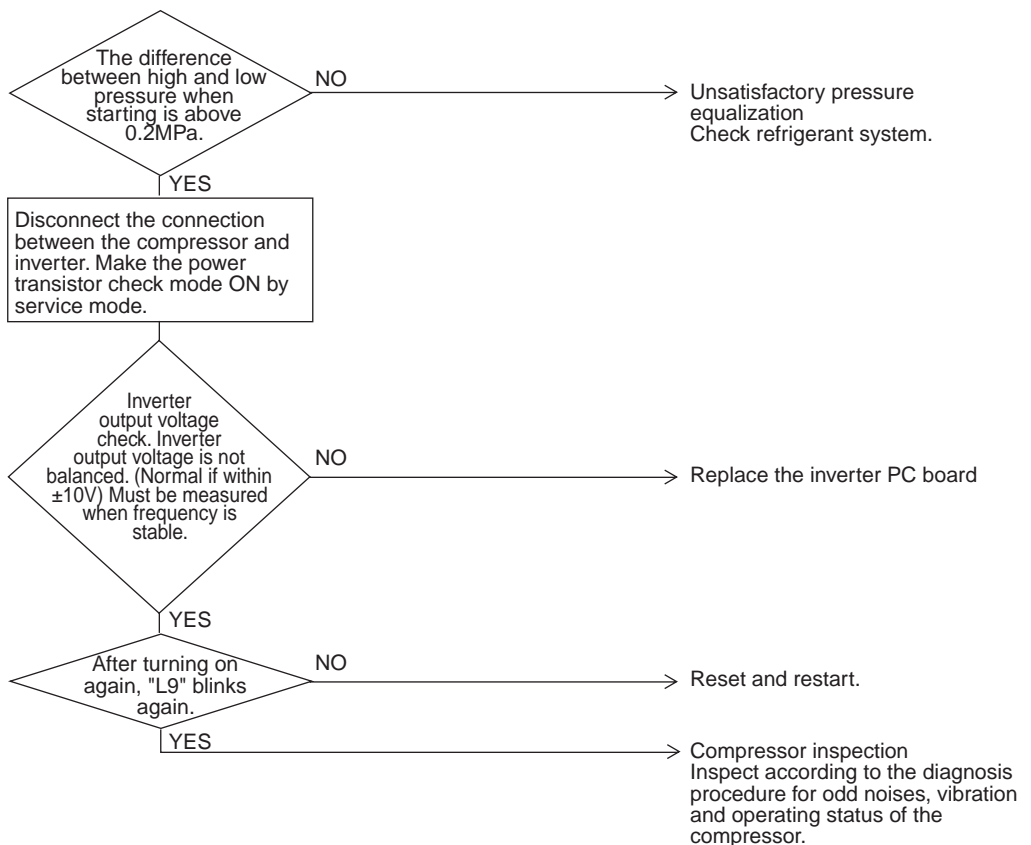 The difference
between high and low
pressure when
starting is above
0.2MPa.
NO
Unsatisfactory pressure
equalization
Check refrigerant system.
YES
Disconnect the connection
between the compressor and
inverter. Make the power
transistor check mode ON by
service mode.
Inverter
output voltage
check. Inverter
output voltage is not
balanced. (Normal if within
±10V) Must be measured
when frequency is
stable.
NO
Replace the inverter PC board
YES
After turning on
again, "L9" blinks
again.
NO
Reset and restart.
YES
Compressor inspection
Inspect according to the diagnosis
procedure for odd noises, vibration
and operating status of the
compressor.